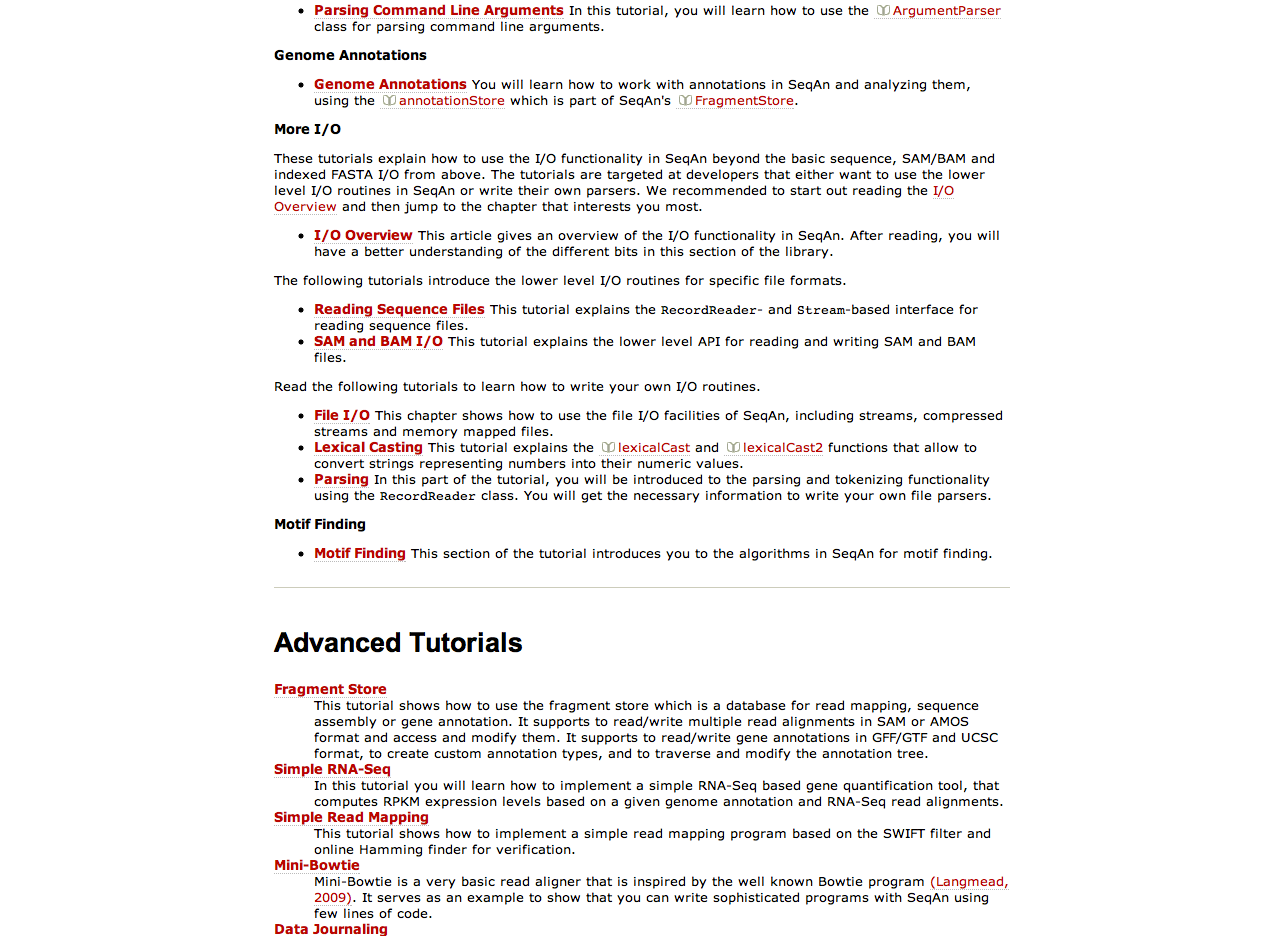 Parsing Command Line Arguments In this tutorial, you will learn how to use the ArgumentParser
class for parsing command line arguments.
Genome Annotations
Genome Annotations You will learn how to work with annotations in SeqAn and analyzing them,
using the annotationStore which is part of SeqAn's FragmentStore.
More I/O
These tutorials explain how to use the I/O functionality in SeqAn beyond the basic sequence, SAM/BAM and
indexed FASTA I/O from above. The tutorials are targeted at developers that either want to use the lower
level I/O routines in SeqAn or write their own parsers. We recommended to start out reading the I/O
Overview and then jump to the chapter that interests you most.
I/O Overview This article gives an overview of the I/O functionality in SeqAn. After reading, you will
have a better understanding of the different bits in this section of the library.
The following tutorials introduce the lower level I/O routines for specific file formats.
Reading Sequence Files This tutorial explains the RecordReader- and Stream-based interface for
reading sequence files.
SAM and BAM I/O This tutorial explains the lower level API for reading and writing SAM and BAM
files.
Read the following tutorials to learn how to write your own I/O routines.
File I/O This chapter shows how to use the file I/O facilities of SeqAn, including streams, compressed
streams and memory mapped files.
Lexical Casting This tutorial explains the lexicalCast and lexicalCast2 functions that allow to
convert strings representing numbers into their numeric values.
Parsing In this part of the tutorial, you will be introduced to the parsing and tokenizing functionality
using the RecordReader class. You will get the necessary information to write your own file parsers.
Motif Finding
Motif Finding This section of the tutorial introduces you to the algorithms in SeqAn for motif finding.
Advanced Tutorials
Fragment Store
This tutorial shows how to use the fragment store which is a database for read mapping, sequence
assembly or gene annotation. It supports to read/write multiple read alignments in SAM or AMOS
format and access and modify them. It supports to read/write gene annotations in GFF/GTF and UCSC
format, to create custom annotation types, and to traverse and modify the annotation tree.
Simple RNA-Seq
In this tutorial you will learn how to implement a simple RNA-Seq based gene quantification tool, that
computes RPKM expression levels based on a given genome annotation and RNA-Seq read alignments.
Simple Read Mapping
This tutorial shows how to implement a simple read mapping program based on the SWIFT filter and
online Hamming finder for verification.
Mini-Bowtie
Mini-Bowtie is a very basic read aligner that is inspired by the well known Bowtie program (Langmead,
2009). It serves as an example to show that you can write sophisticated programs with SeqAn using
few lines of code.
Data Journaling